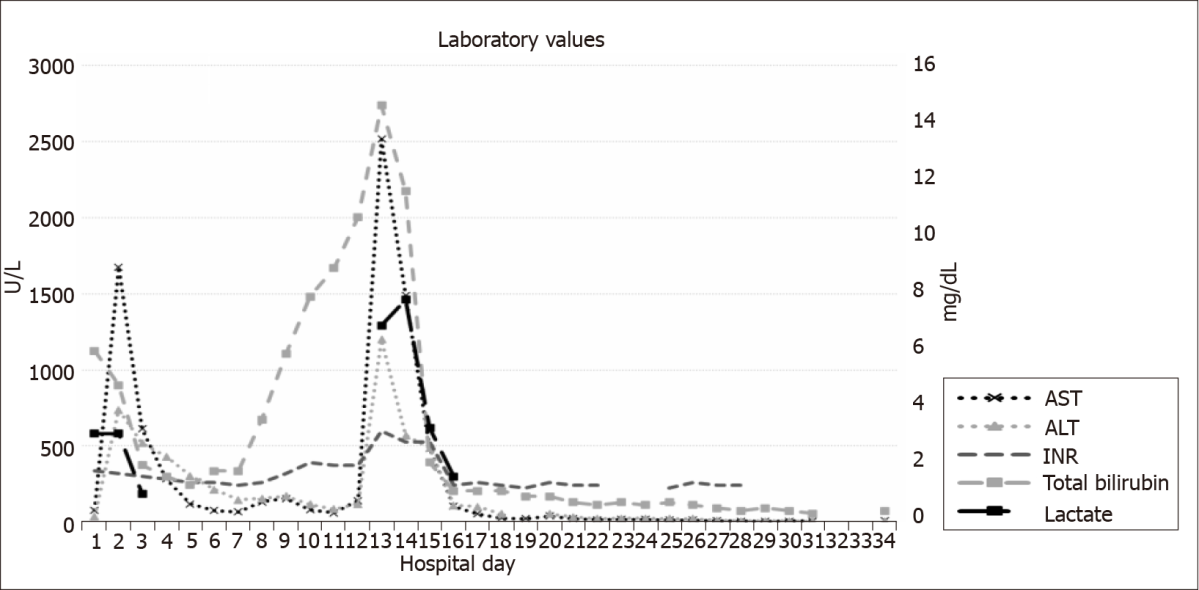 Laboratory values
3000
2500
2000
1500
1000
500
0
U/L
16
14
12
10
8
6
4
2
0
mg/dL
1 2 3 4 5 6 7 8 9 10 11 12 13 14 15 16 17 18 19 20 21 22 23 24 25 26 27 28 29 30 31 32 33 34
Hospital day
AST
ALT
INR
Total bilirubin
Lactate